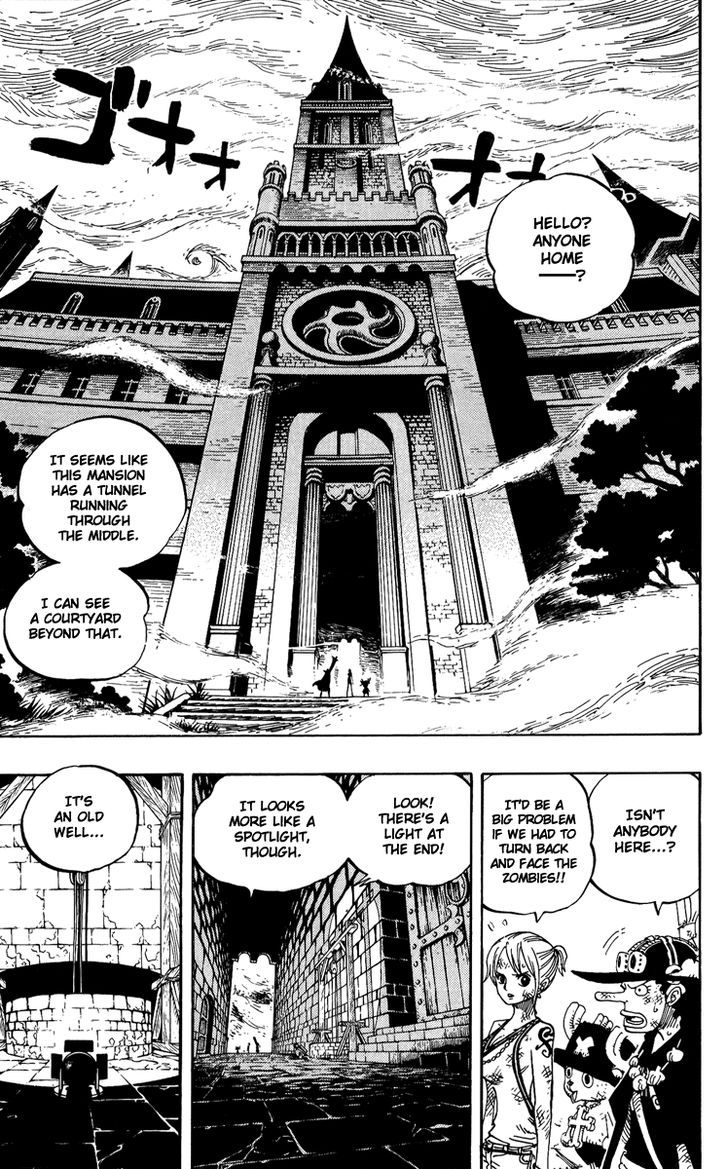 ゴオオ
オオ
HELLO?
ANYONE
HOME
——?
IT SEEMS LIKE
THIS MANSION
HAS A TUNNEL
RUNNING
THROUGH
THE MIDDLE.
I CAN SEE
A COURTYARD
BEYOND THAT.
ISN'T
ANYBODY
HERE...?
IT'D BE A
BIG PROBLEM
IF WE HAD TO
TURN BACK
AND FACE THE
ZOMBIES!!
LOOK!
THERE'S A
LIGHT AT
THE END!
IT LOOKS
MORE LIKE A
SPOTLIGHT,
THOUGH.
IT'S
AN OLD
WELL...